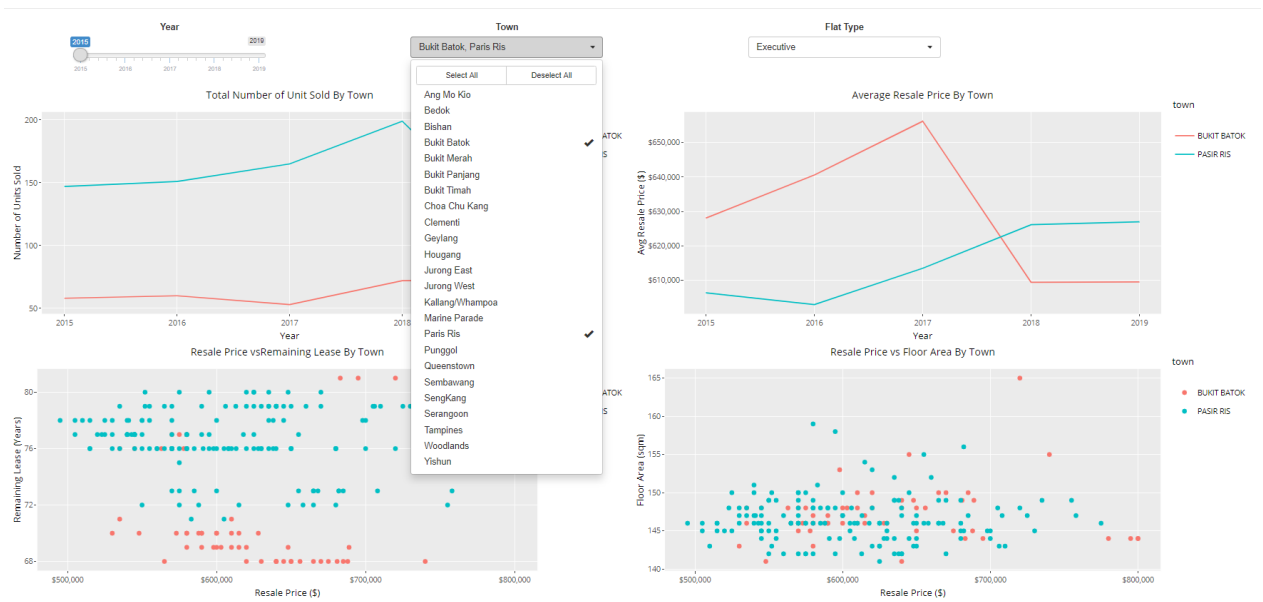 Year
Town
Flat Type
2015
2019
2015 2016 2017 2018 2019
Bukit Batok, Paris Ris
Executive
Select All
Deselect All
Ang Mo Kio
Bedok
Bishan
Bukit Batok
Bukit Merah
Bukit Panjang
Bukit Timah
Choa Chu Kang
Clementi
Geylang
Hougang
Jurong East
Jurong West
Kallang/Whampoa
Marine Parade
Paris Ris
Punggol
Queenstown
Sembawang
SengKang
Serangoon
Tampines
Woodlands
Yishun
Total Number of Unit Sold By Town
Number of Units Sold
200
150
100
50
2015 2016 2017 2018
Year
ATOK
S
Average Resale Price By Town
Avg Resale Price ($)
$650,000
$640,000
$630,000
$620,000
$610,000
2015 2016 2017 2018 2019
Year
town
BUKIT BATOK
PASIR RIS
Resale Price vsRemaining Lease By Town
Remaining Lease (Years)
80
76
72
68
$500,000 $600,000 $700,000 $800,000
Resale Price ($)
ATOK
S
Resale Price vs Floor Area By Town
Floor Area (sqm)
165
160
155
150
145
140
$500,000 $600,000 $700,000 $800,000
Resale Price ($)
town
BUKIT BATOK
PASIR RIS